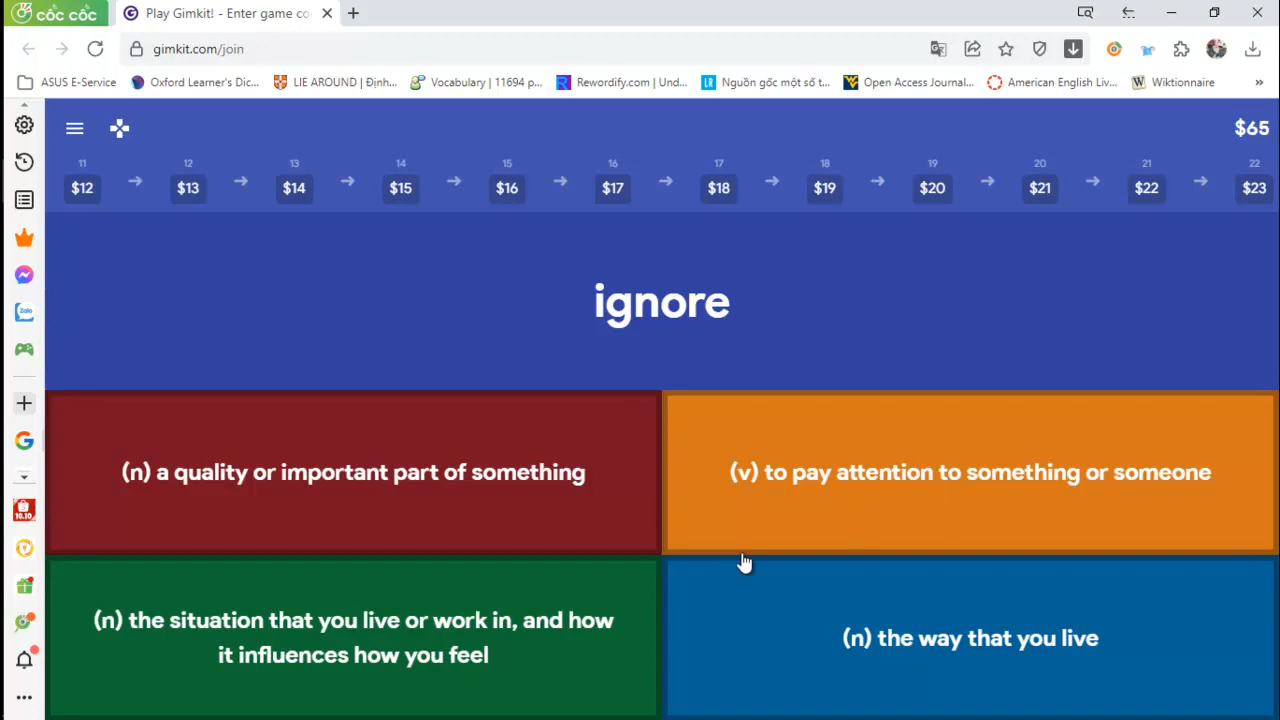 cốc cốc
Play Gimkit! - Enter game co
gimkit.com/join
ASUS E-Service
Oxford Learner's Dic...
LIE AROUND | Định...
Vocabulary | 11694 p...
Rewordify.com | Und...
Nguồn gốc một số t...
Open Access Journal...
American English Liv...
Wiktionnaire
$65
11 12 13 14 15 16 17 18 19 20 21 22
$12 $13 $14 $15 $16 $17 $18 $19 $20 $21 $22 $23
ignore
(n) a quality or important part of something
(v) to pay attention to something or someone
(n) the situation that you live or work in, and how
it influences how you feel
(n) the way that you live
Zalo
10.10